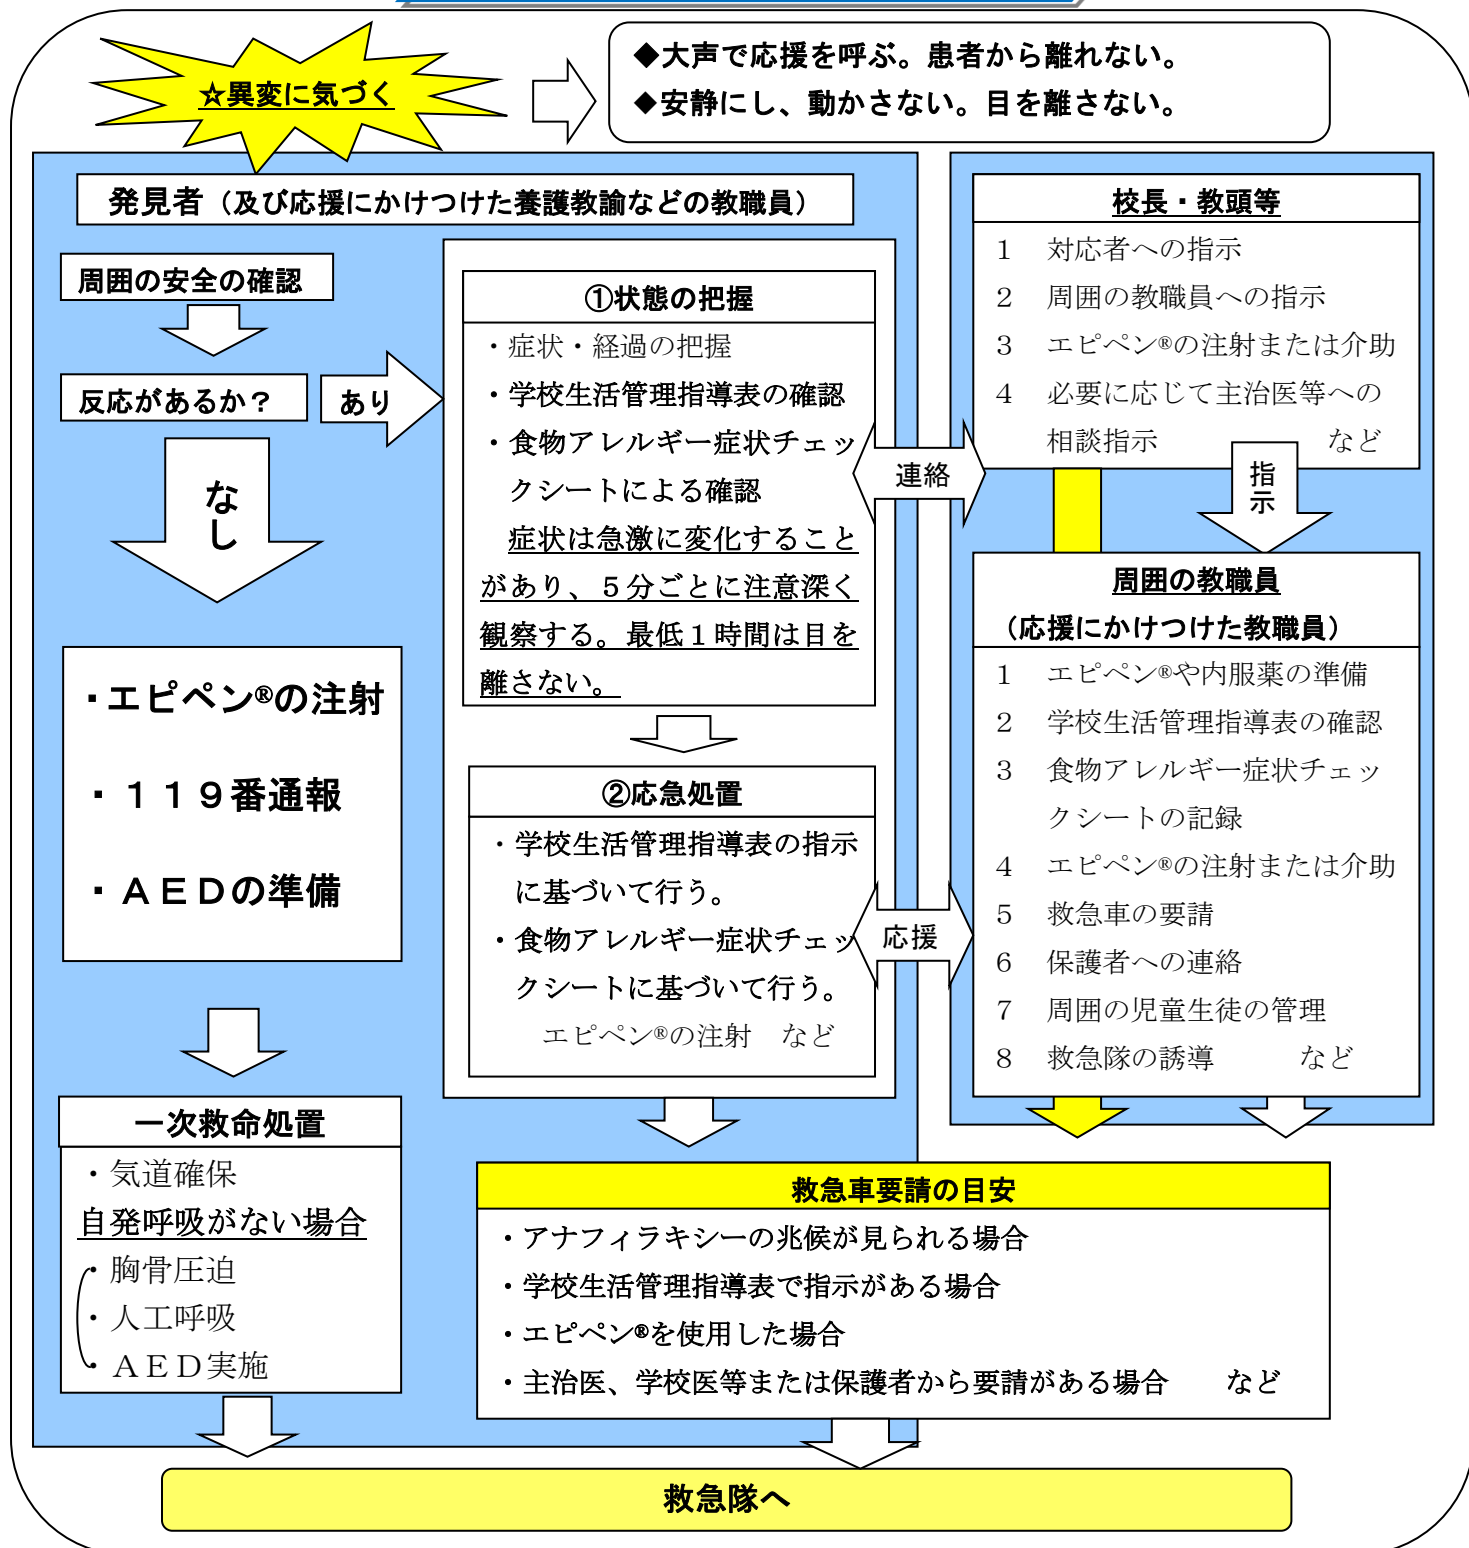 ☆異変に気づく
◆大声で応援を呼ぶ。患者から離れない。
◆安静にし、動かさない。目を離さない。
発見者（及び応援にかけつけた養護教諭などの教職員）
周囲の安全の確認
反応があるか？
あり
なし
・エピペン®の注射
・１１９番通報
・ＡＥＤの準備
一次救命処置
・気道確保
自発呼吸がない場合
・胸骨圧迫
・人工呼吸
・ＡＥＤ実施
①状態の把握
・症状・経過の把握
・学校生活管理指導表の確認
・食物アレルギー症状チェッ
クシートによる確認
症状は急激に変化すること
があり、５分ごとに注意深く
観察する。最低１時間は目を
離さない。
②応急処置
・学校生活管理指導表の指示
に基づいて行う。
・食物アレルギー症状チェッ
クシートに基づいて行う。
エピペン®の注射　など
連絡
応援
校長・教頭等
１　対応者への指示
２　周囲の教職員への指示
３　エピペン®の注射または介助
４　必要に応じて主治医等への
相談指示　　　　　　など
指示
周囲の教職員
（応援にかけつけた教職員）
１　エピペン®や内服薬の準備
２　学校生活管理指導表の確認
３　食物アレルギー症状チェッ
クシートの記録
４　エピペン®の注射または介助
５　救急車の要請
６　保護者への連絡
７　周囲の児童生徒の管理
８　救急隊の誘導　　　など
救急車要請の目安
・アナフィラキシーの兆候が見られる場合
・学校生活管理指導表で指示がある場合
・エピペン®を使用した場合
・主治医、学校医等または保護者から要請がある場合　　など
救急隊へ